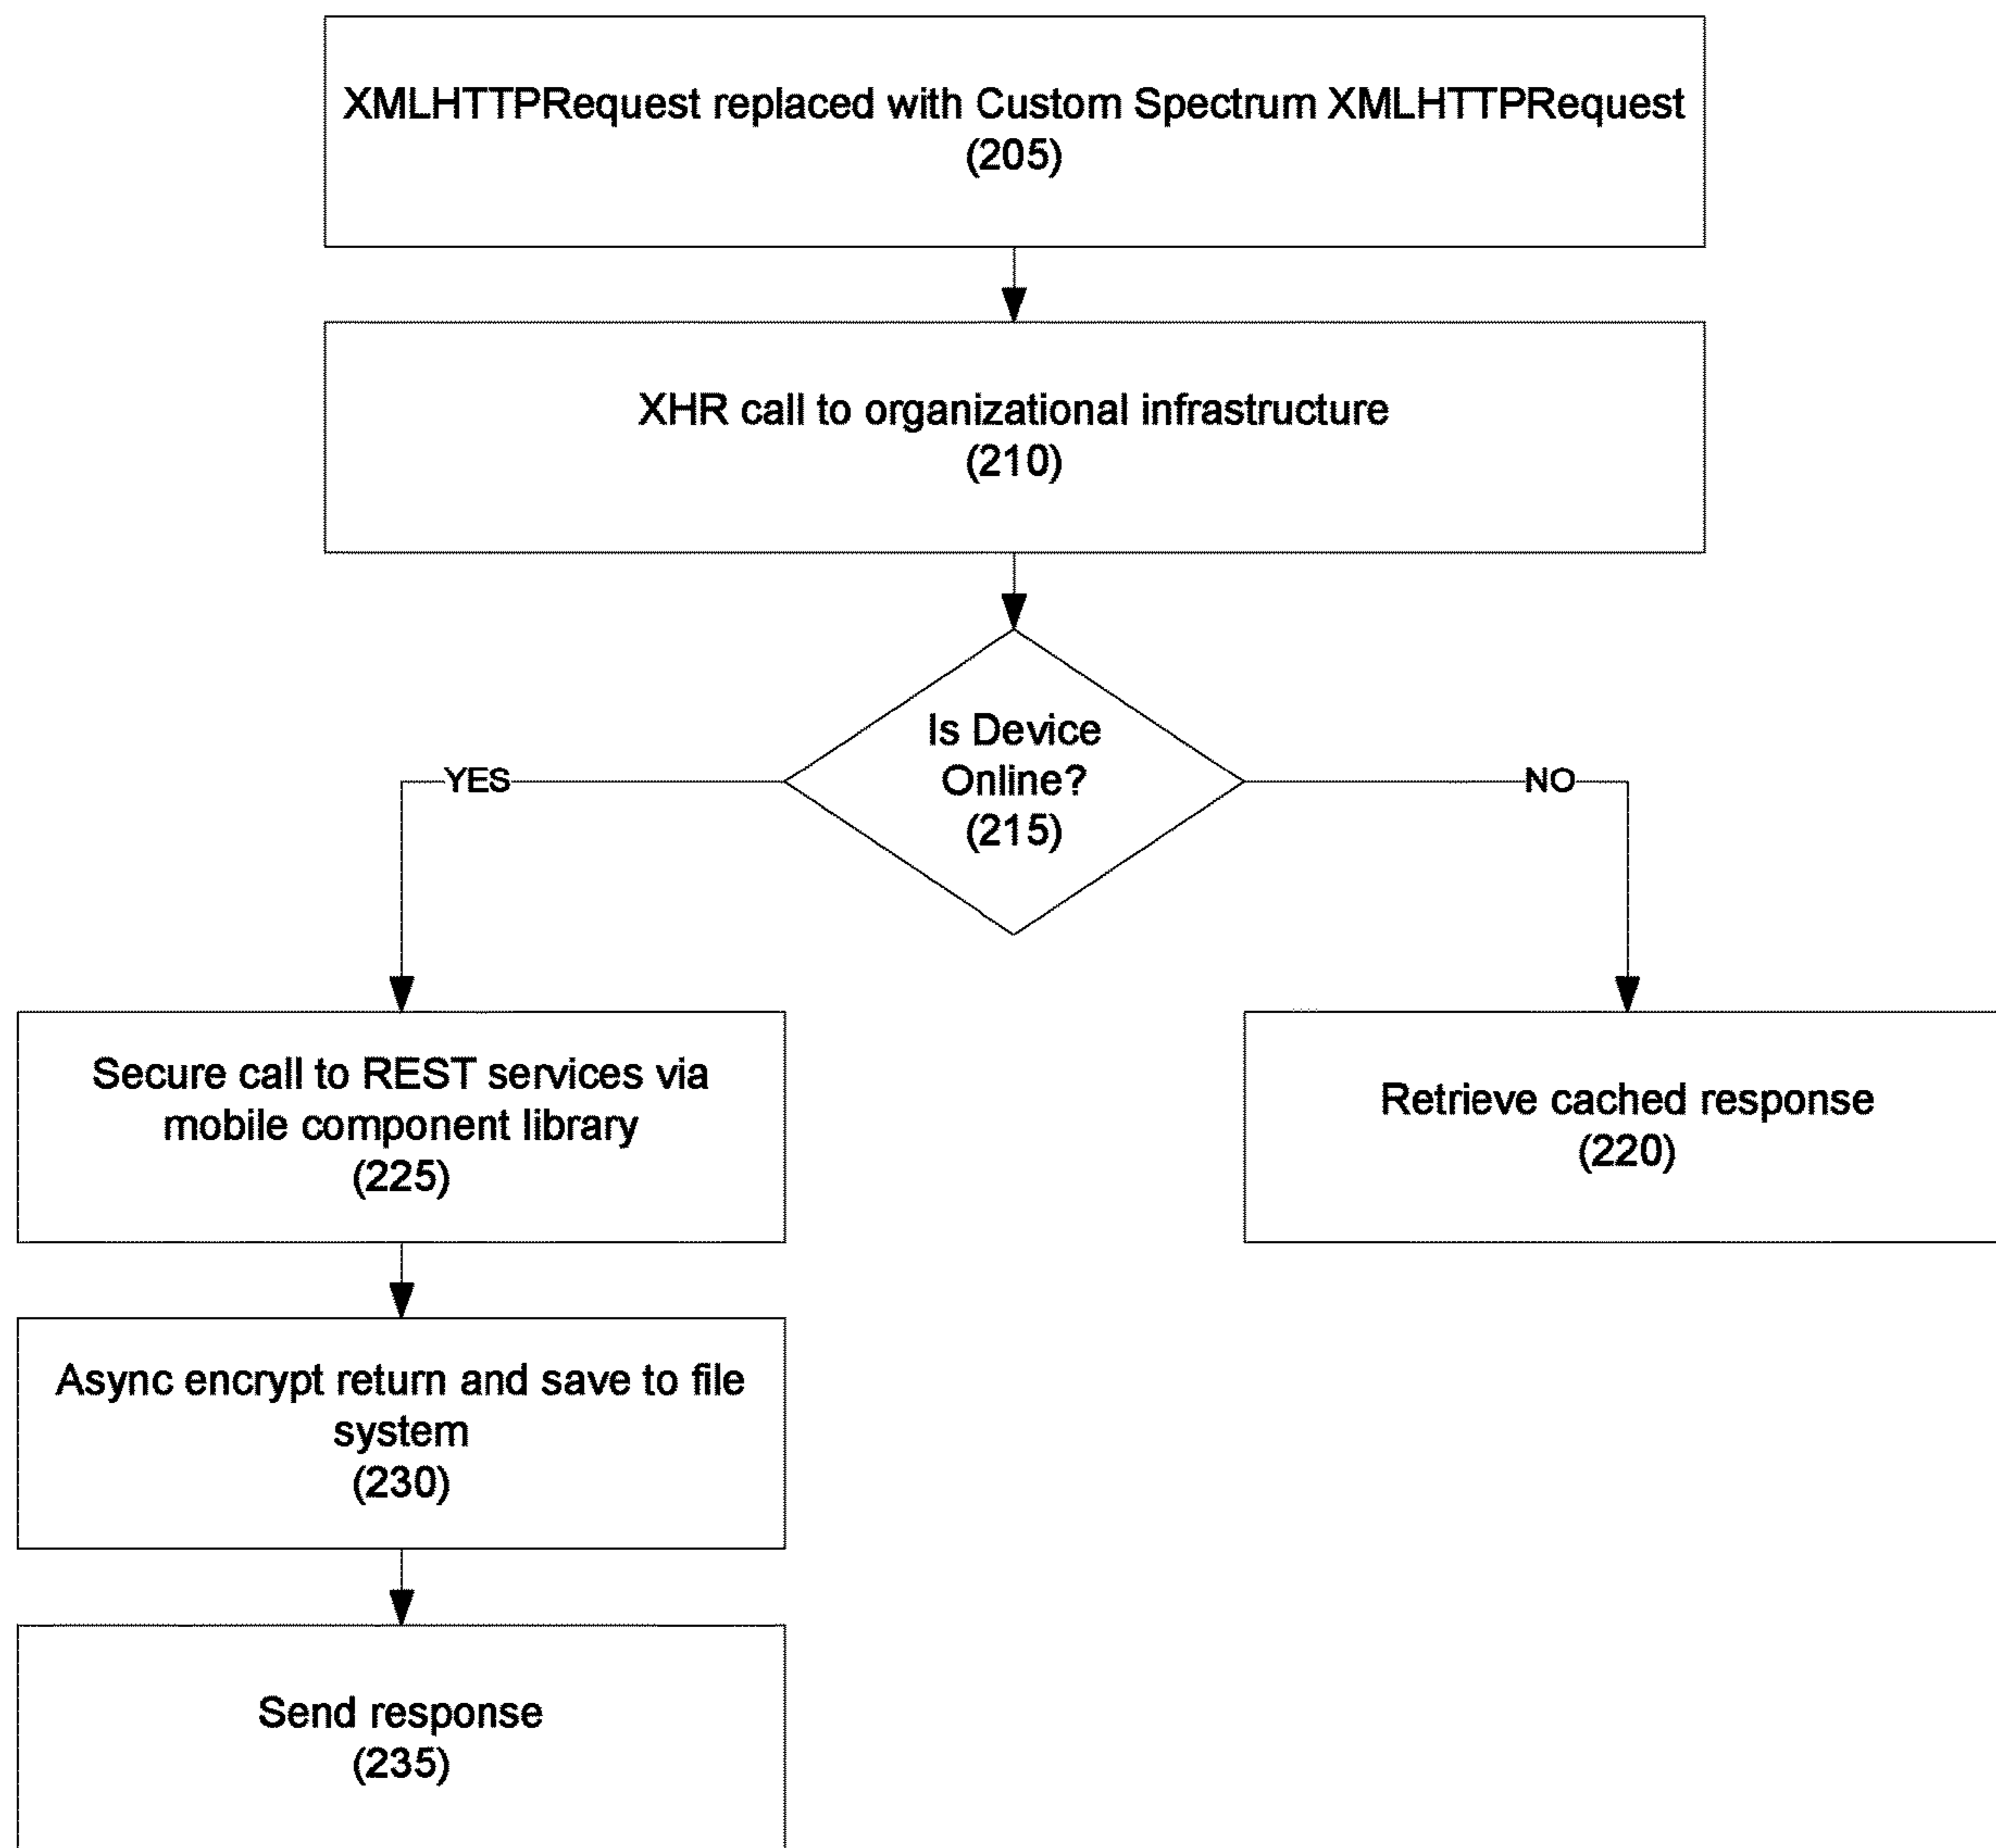 XMLHTTPRequest replaced with Custom Spectrum XMLHTTPRequest
(205)
XHR call to organizational infrastructure
(210)
Is Device
Online?
(215)
YES
NO
Secure call to REST services via
mobile component library
(225)
Retrieve cached response
(220)
Async encrypt return and save to file
system
(230)
Send response
(235)